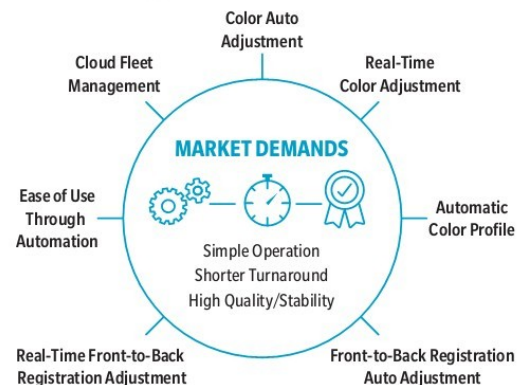 Color Auto
Adjustment
Cloud Fleet
Management
Real-Time
Color Adjustment
MARKET DEMANDS
Ease of Use
Through
Automation
Simple Operation
Shorter Turnaround
High Quality/Stability
Automatic
Color Profile
Real-Time Front-to-Back
Registration Adjustment
Front-to-Back Registration
Auto Adjustment